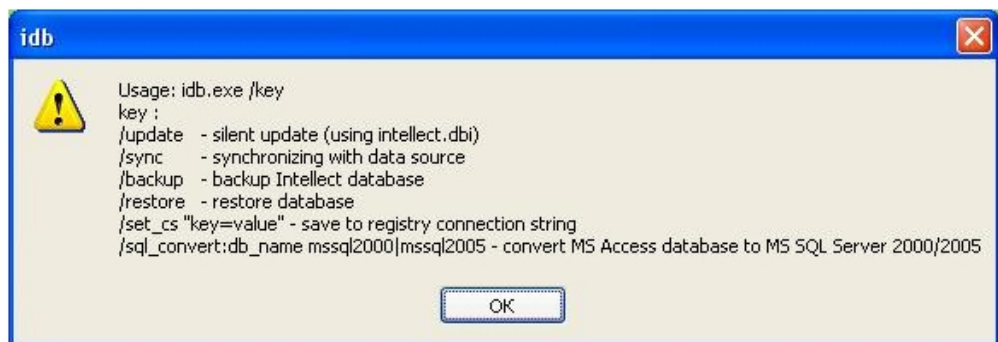 idb
Usage: idb.exe /key
key :
/update - silent update (using intellect.dbi)
/sync - synchronizing with data source
/backup - backup Intellect database
/restore - restore database
/set_cs "key=value" - save to registry connection string
/sql_convert:db_name mssql2000|mssql2005 - convert MS Access database to MS SQL Server 2000/2005
OK